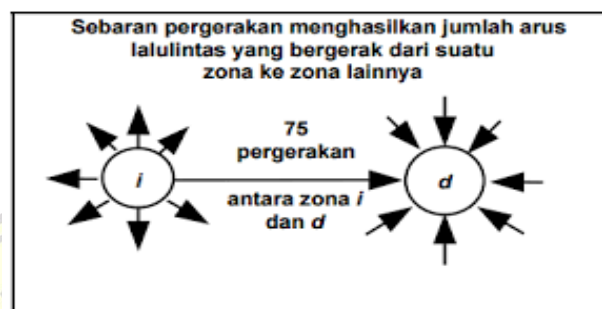 Sebaran pergerakan menghasilkan jumlah arus
lalulintas yang bergerak dari suatu
zona ke zona lainnya
75
pergerakan
i
d
antara zona i
dan d